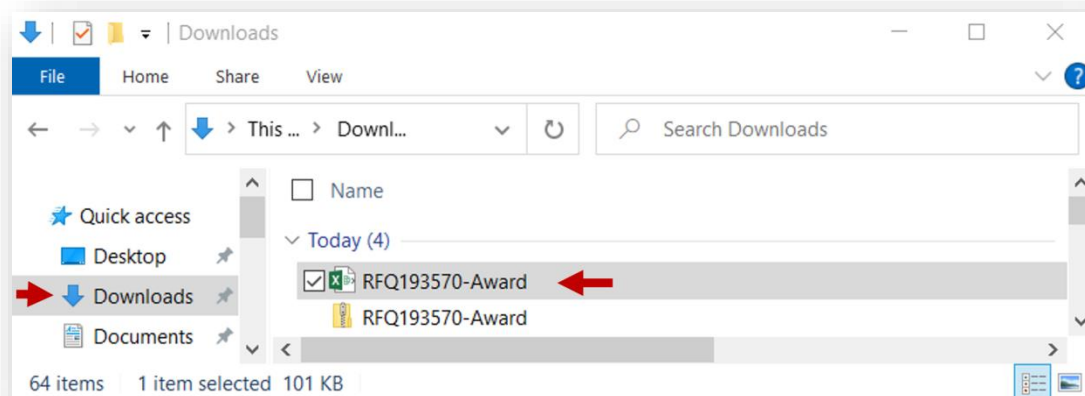 Downloads
File Home Share View
This ... > Downl... Search Downloads
Name
Quick access
Today (4)
Desktop
RFQ193570-Award
Downloads
RFQ193570-Award
Documents
64 items 1 item selected 101 KB